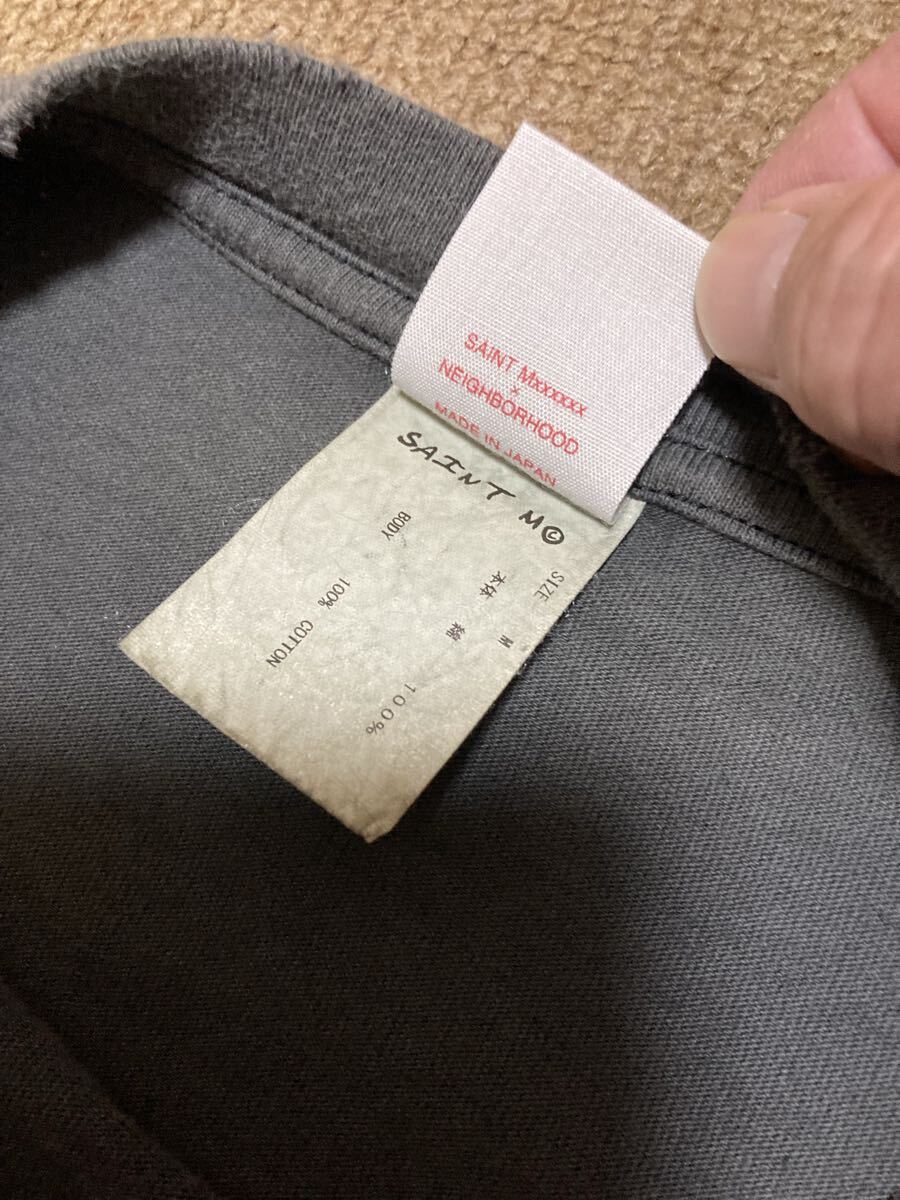 SAINT Mxxxxxx
×
NEIGHBORHOOD
MADE IN JAPAN
SAINT M©
SIZE M
本体 綿 100%
BODY 100% COTTON